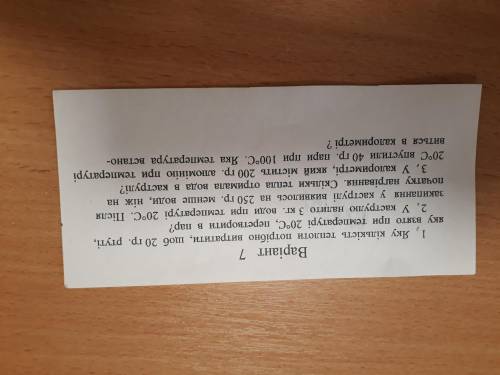 Варіант 7
1, Яку кількість теплоти потрібно витратити, щоб, 20 гр. ртуті,
яку взято при температурі 20°С, перетворити в пар?
2, У каструлю налито 3 кг. води при температурі 20°С. Після
закипання у каструлі виявилось на 250 гр. менше, води, ніж на
початку нагрівання. Скільки тепла отримала вода в каструлі?
3, У калориметрі, який містить 200 гр. алюмінію при температурі
20°С впустили 40 гр. пари при 100°С. Яка температура встано-
виться в калориметрі?